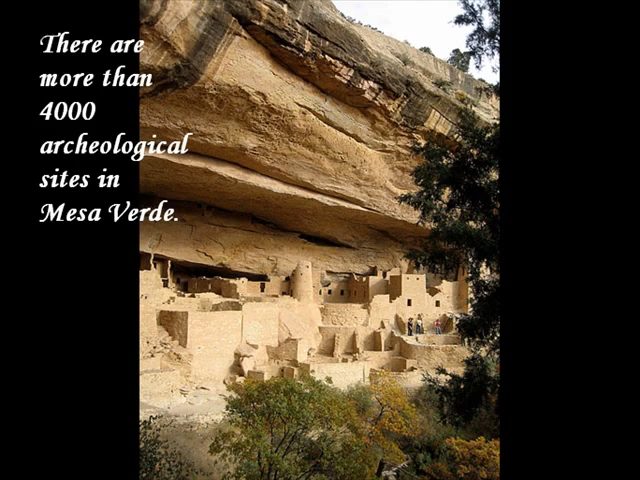 There are
more than
4000
archeological
sites in
Mesa Verde.